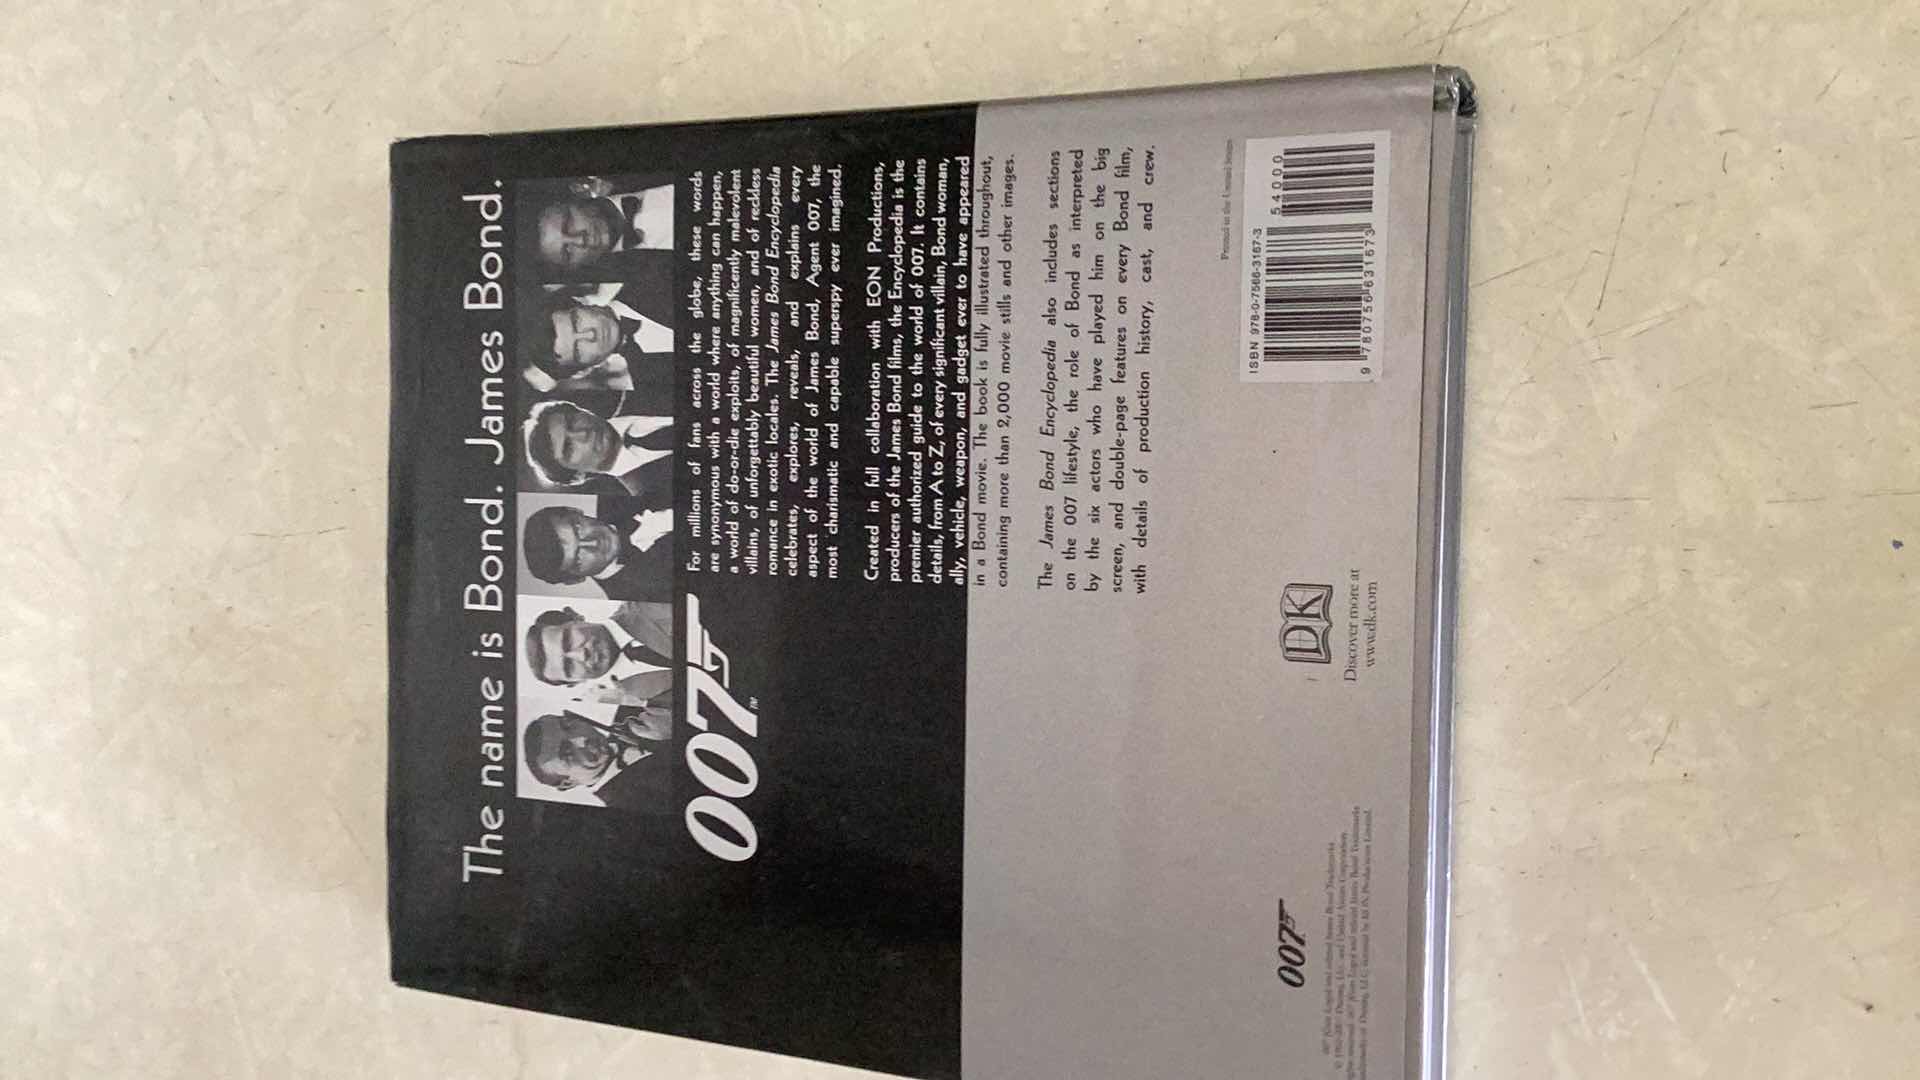 The name is Bond. James Bond.
For millions of fans across the globe, these words
are synonymous with a world where anything can happen,
a world of do-or-die exploits, of magnificently malevolent
villains, of unforgettably beautiful women, and of reckless
romance in exotic locales. The James Bond Encyclopedia
celebrates, explores, reveals, and explains every
aspect of the world of James Bond, Agent 007, the
most charismatic and capable superspy ever imagined.
007
TM
Created in full collaboration with EON Productions,
producers of the James Bond films, the Encyclopedia is the
premier authorized guide to the world of 007. It contains
details, from A to Z, of every significant villain, Bond woman,
ally, vehicle, weapon, and gadget ever to have appeared
in a Bond movie. The book is fully illustrated throughout,
containing more than 2,000 movie stills and other images.
The James Bond Encyclopedia also includes sections
on the 007 lifestyle, the role of Bond as interpreted
by the six actors who have played him on the big
screen, and double-page features on every Bond film,
with details of production history, cast, and crew.
Printed in the United States
ISBN 978-0-7566-3167-3
54000
9 780756 631673
DK
Discover more at
www.dk.com
007